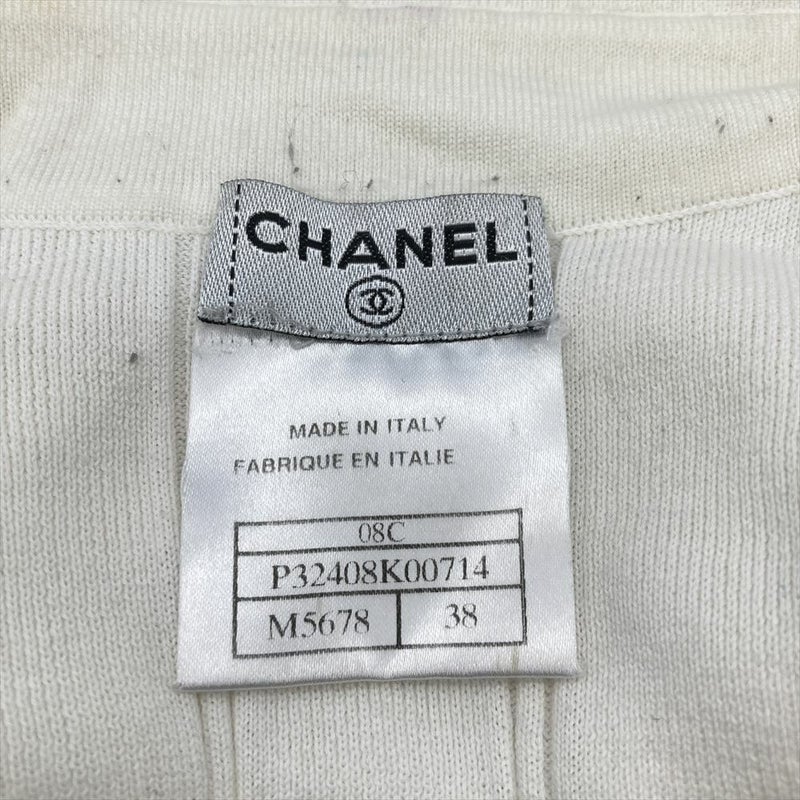 CHANEL
MADE IN ITALY
FABRIQUE EN ITALIE
08C
P32408K00714
M5678 38